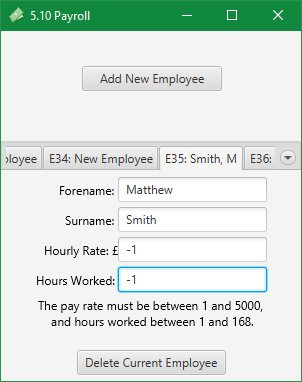 5.10 Payroll
Add New Employee
ployee
E34: New Employee
E35: Smith, M
E36:
Forename: Matthew
Surname: Smith
Hourly Rate: £ -1
Hours Worked: -1
The pay rate must be between 1 and 5000,
and hours worked between 1 and 168.
Delete Current Employee